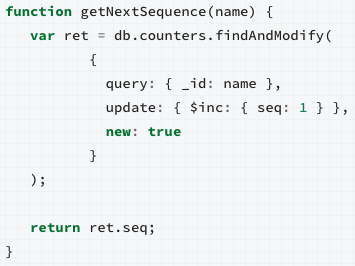 function getNextSequence(name) {
   var ret = db.counters.findAndModify(
          {
            query: { _id: name },
            update: { $inc: { seq: 1 } },
            new: true
          }
   );

   return ret.seq;
}